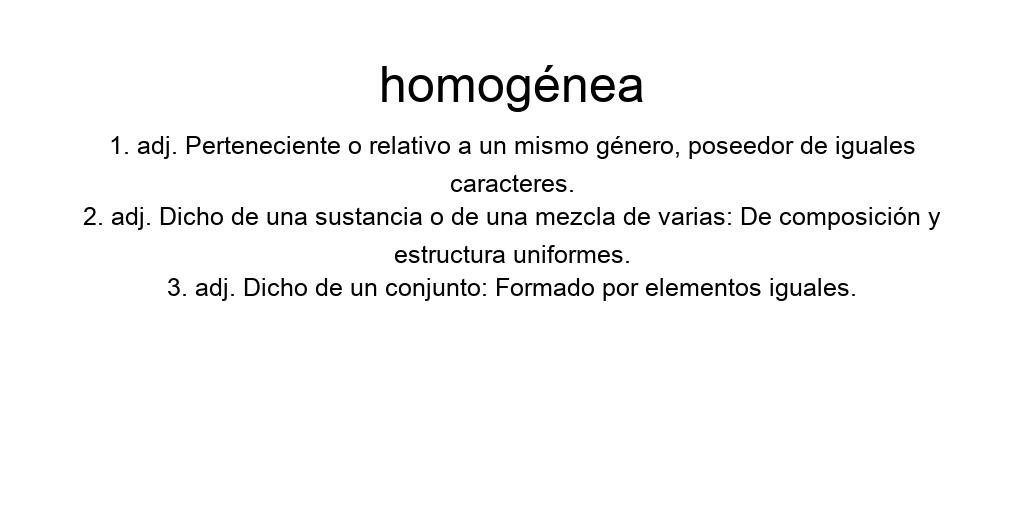 homogénea
1. adj. Perteneciente o relativo a un mismo género, poseedor de iguales
caracteres.
2. adj. Dicho de una sustancia o de una mezcla de varias: De composición y
estructura uniformes.
3. adj. Dicho de un conjunto: Formado por elementos iguales.